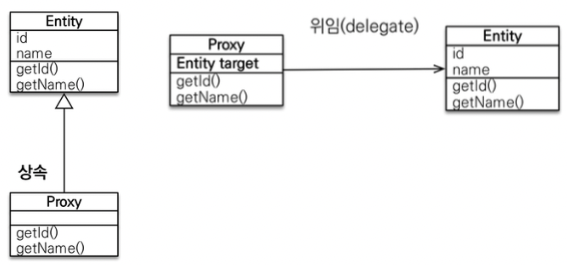 Entity
id
name
getId()
getName()
상속
Proxy
getId()
getName()
Proxy
Entity target
getId()
getName()
위임(delegate)
Entity
id
name
getId()
getName()